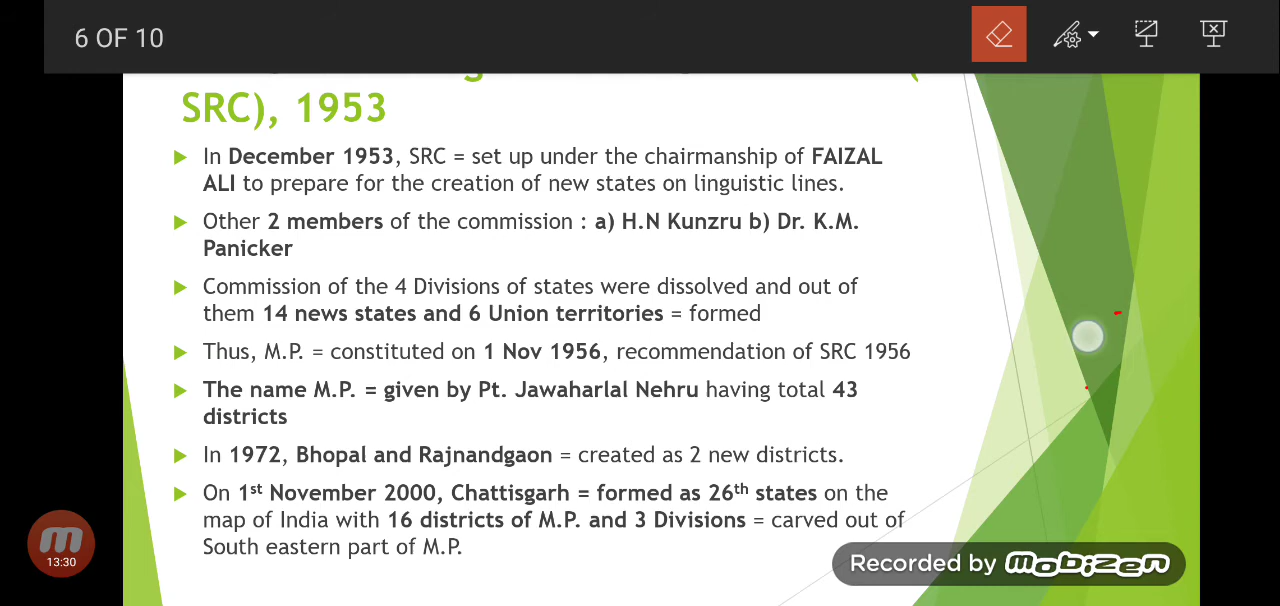 6 OF 10
SRC), 1953
In December 1953, SRC = set up under the chairmanship of FAIZAL
ALI to prepare for the creation of new states on linguistic lines.
Other 2 members of the commission : a) H.N Kunzru b) Dr. K.M.
Panicker
Commission of the 4 Divisions of states were dissolved and out of
them 14 news states and 6 Union territories = formed
Thus, M.P. = constituted on 1 Nov 1956, recommendation of SRC 1956
The name M.P. = given by Pt. Jawaharlal Nehru having total 43
districts
In 1972, Bhopal and Rajnandgaon = created as 2 new districts.
On 1st November 2000, Chattisgarh = formed as 26th states on the
map of India with 16 districts of M.P. and 3 Divisions = carved out of
South eastern part of M.P.
m
13:30
Recorded by mobizen